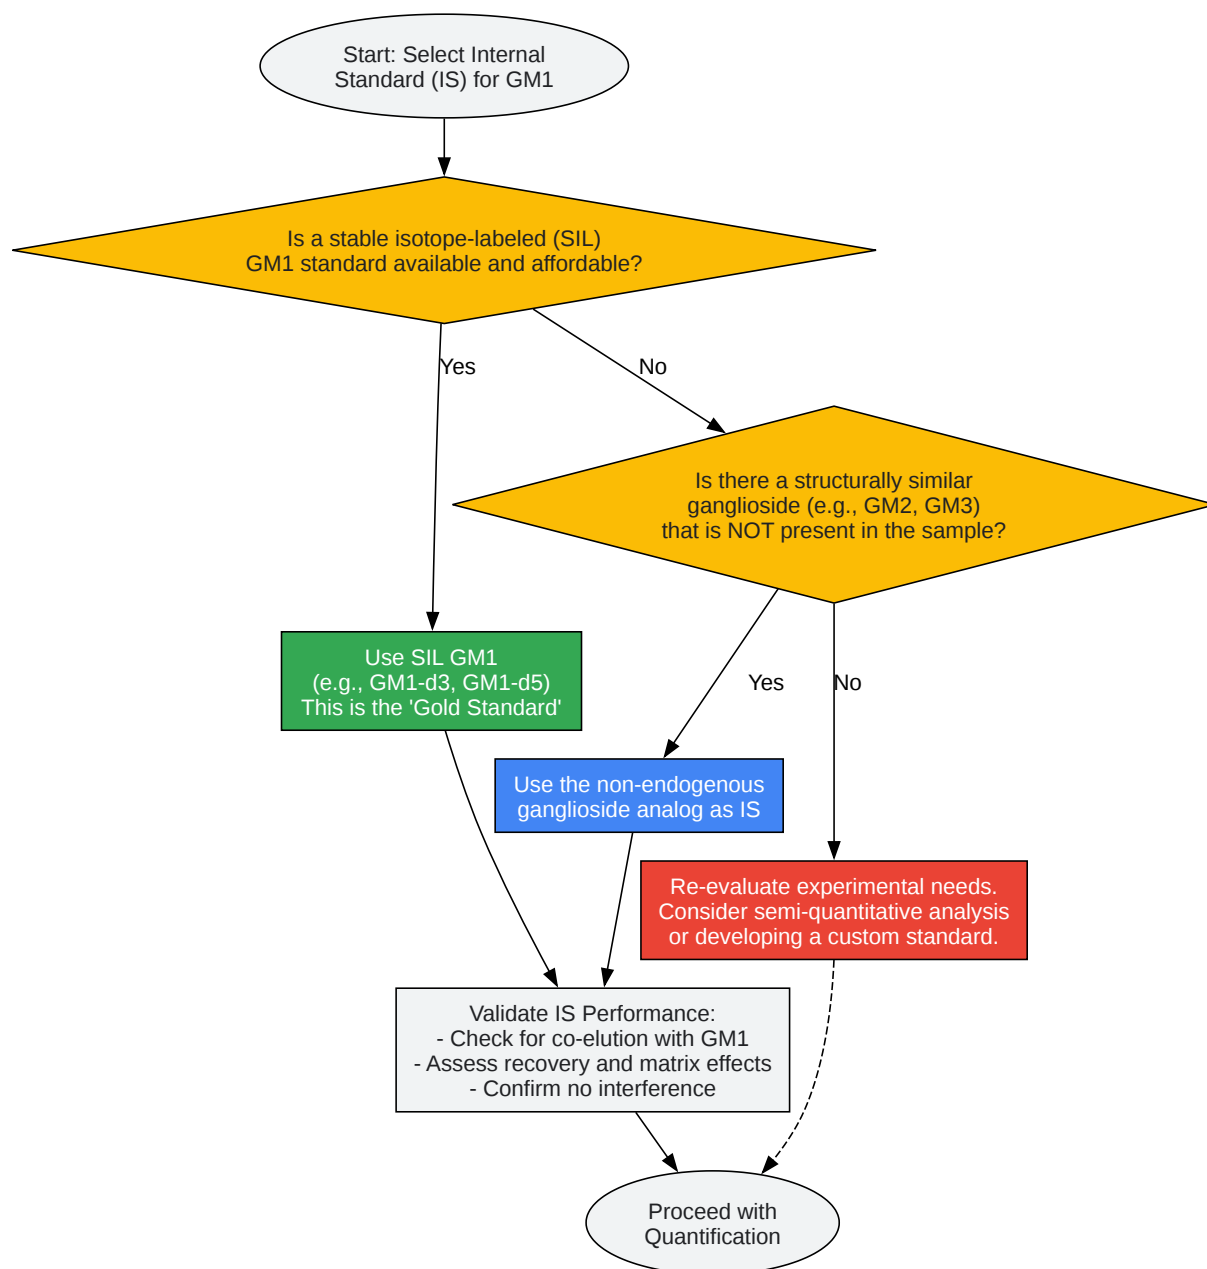 Start: Select Internal
Standard (IS) for GM1
Is a stable isotope-labeled (SIL)
GM1 standard available and affordable?
Yes
No
Is there a structurally similar
ganglioside (e.g., GM2, GM3)
that is NOT present in the sample?
Use SIL GM1
(e.g., GM1-d3, GM1-d5)
This is the 'Gold Standard'
Yes
No
Use the non-endogenous
ganglioside analog as IS
Re-evaluate experimental needs.
Consider semi-quantitative analysis
or developing a custom standard.
Validate IS Performance:
- Check for co-elution with GM1
- Assess recovery and matrix effects
- Confirm no interference
Proceed with
Quantification